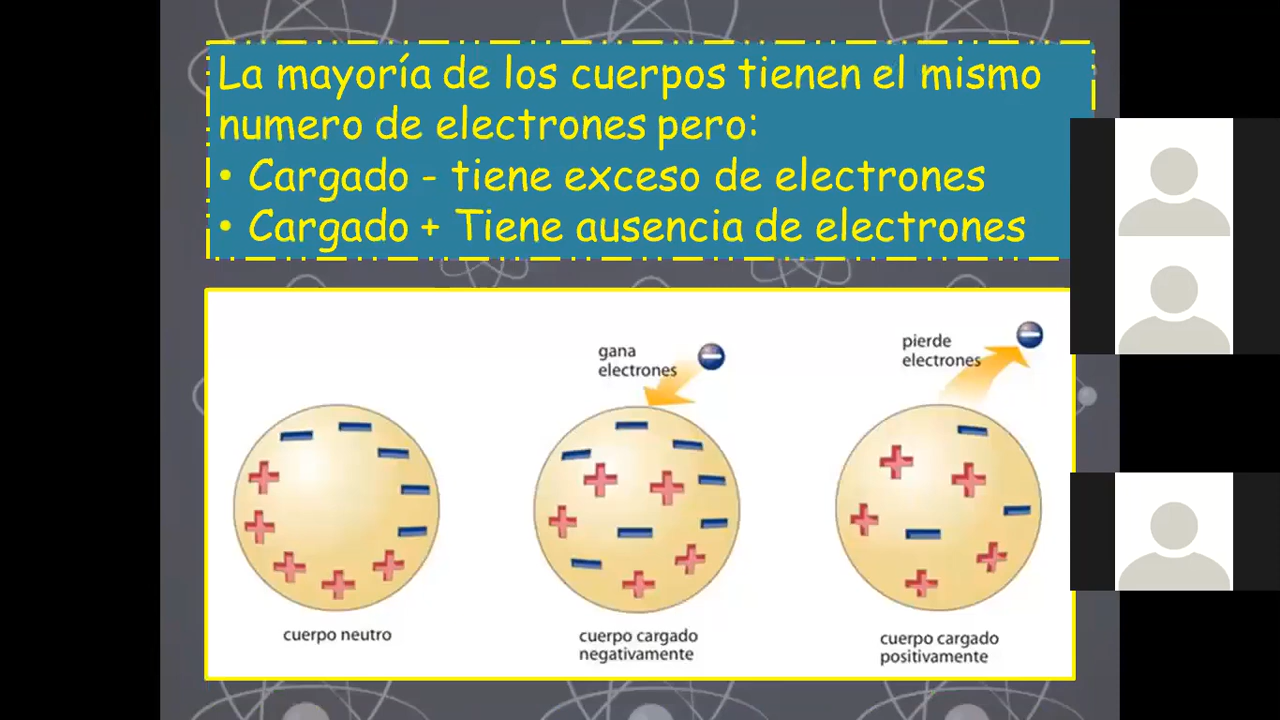 La mayoría de los cuerpos tienen el mismo
numero de electrones pero:
• Cargado - tiene exceso de electrones
• Cargado + Tiene ausencia de electrones
gana
electrones
pierde
electrones
cuerpo neutro
cuerpo cargado
negativamente
cuerpo cargado
positivamente